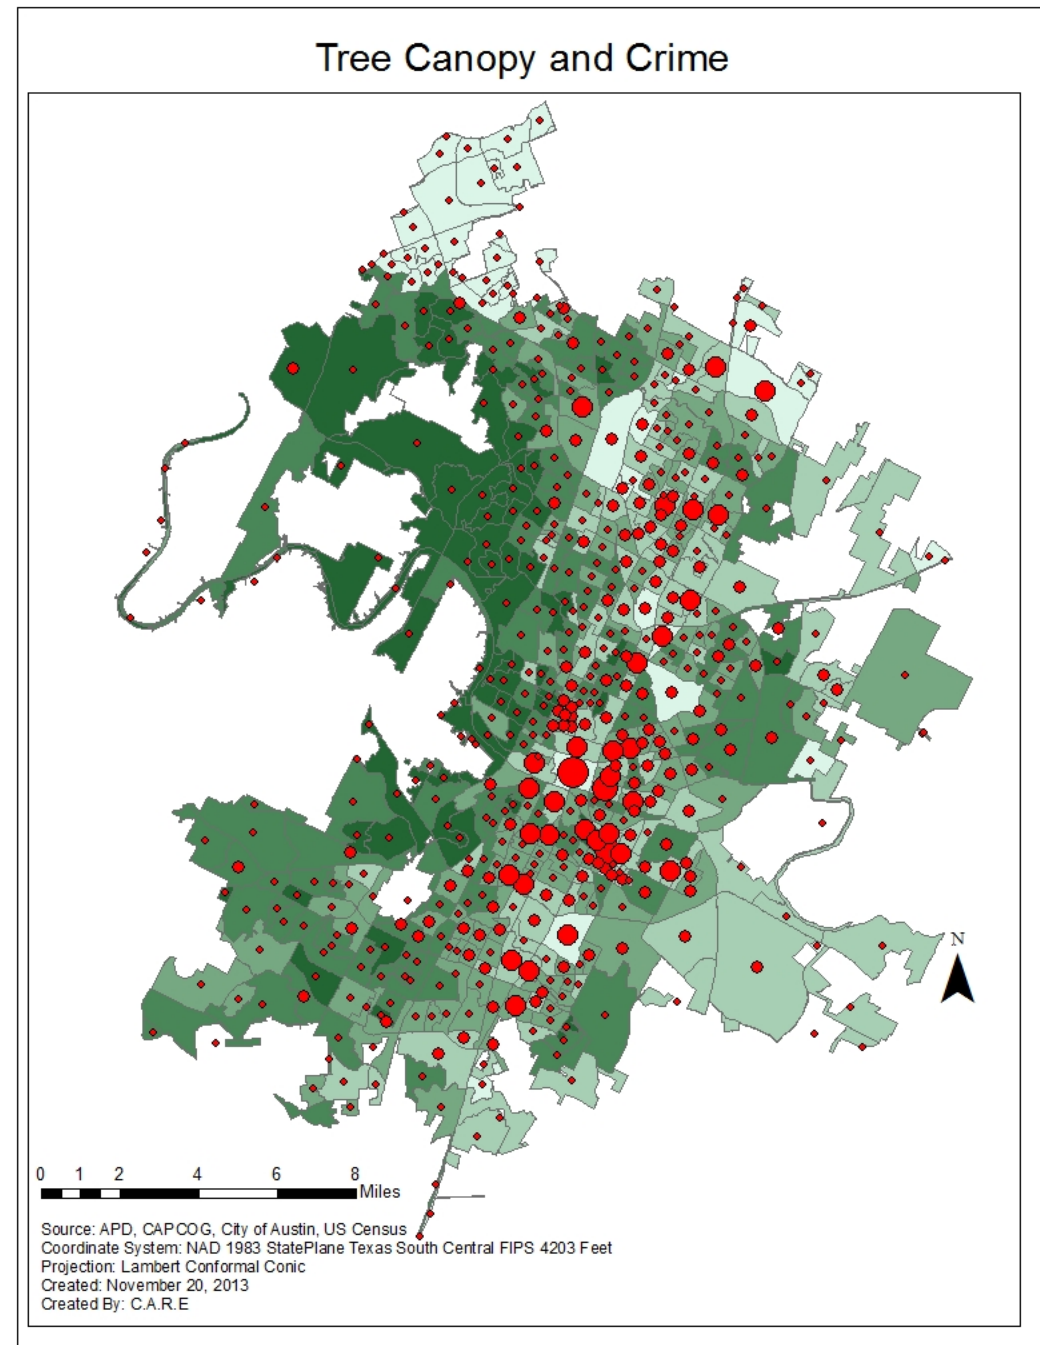 Tree Canopy and Crime
N
0 1 2 4 6 8
Miles
Source: APD, CAPCOG, City of Austin, US Census
Coordinate System: NAD 1983 StatePlane Texas South Central FIPS 4203 Feet
Projection: Lambert Conformal Conic
Created: November 20, 2013
Created By: C.A.R.E